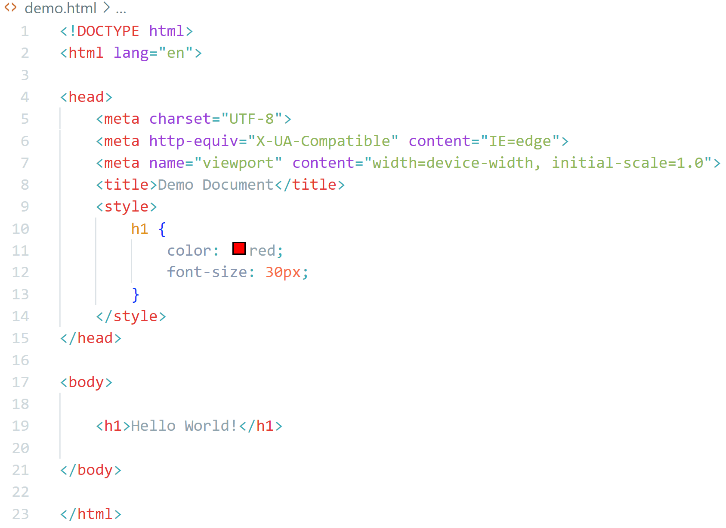 <> demo.html > ...
1 <!DOCTYPE html>
2 <html lang="en">
3
4 <head>
5     <meta charset="UTF-8">
6     <meta http-equiv="X-UA-Compatible" content="IE=edge">
7     <meta name="viewport" content="width=device-width, initial-scale=1.0">
8     <title>Demo Document</title>
9     <style>
10         h1 {
11             color: red;
12             font-size: 30px;
13         }
14     </style>
15 </head>
16
17 <body>
18
19     <h1>Hello World!</h1>
20
21 </body>
22
23 </html>